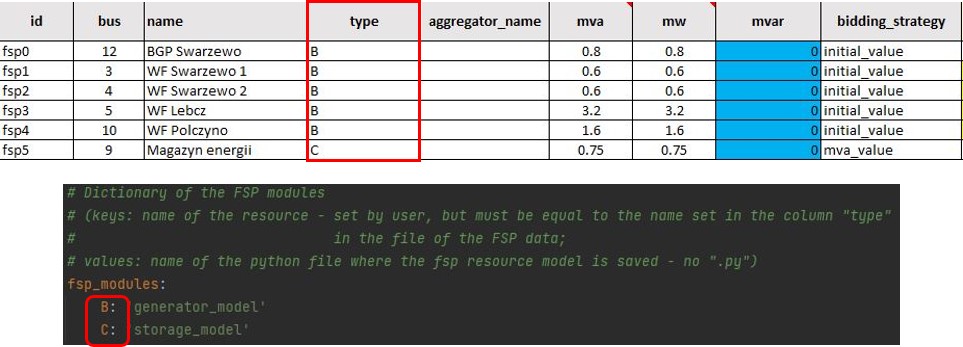 id bus name type aggregator_name mva mw mvar bidding_strategy
fsp0 12 BGP Swarzewo B 0.8 0.8 0 initial_value
fsp1 3 WF Swarzewo 1 B 0.6 0.6 0 initial_value
fsp2 4 WF Swarzewo 2 B 0.6 0.6 0 initial_value
fsp3 5 WF Lebcz B 3.2 3.2 0 initial_value
fsp4 10 WF Polczyno B 1.6 1.6 0 initial_value
fsp5 9 Magazyn energii C 0.75 0.75 0 mva_value
# Dictionary of the FSP modules
# (keys: name of the resource - set by user, but must be equal to the name set in the column "type"
# in the file of the FSP data;
# values: name of the python file where the fsp resource model is saved - no ".py")
fsp_modules:
B: 'generator_model'
C: 'storage_model'